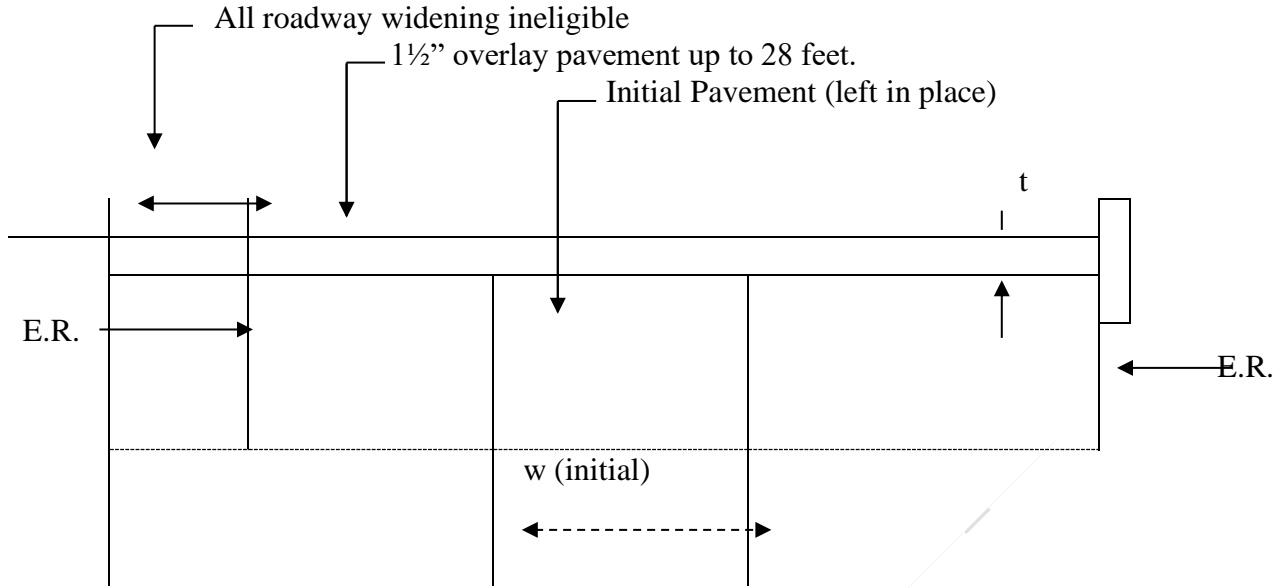 All roadway widening ineligible
1½” overlay pavement up to 28 feet.
Initial Pavement (left in place)
t
E.R.
E.R.
w (initial)